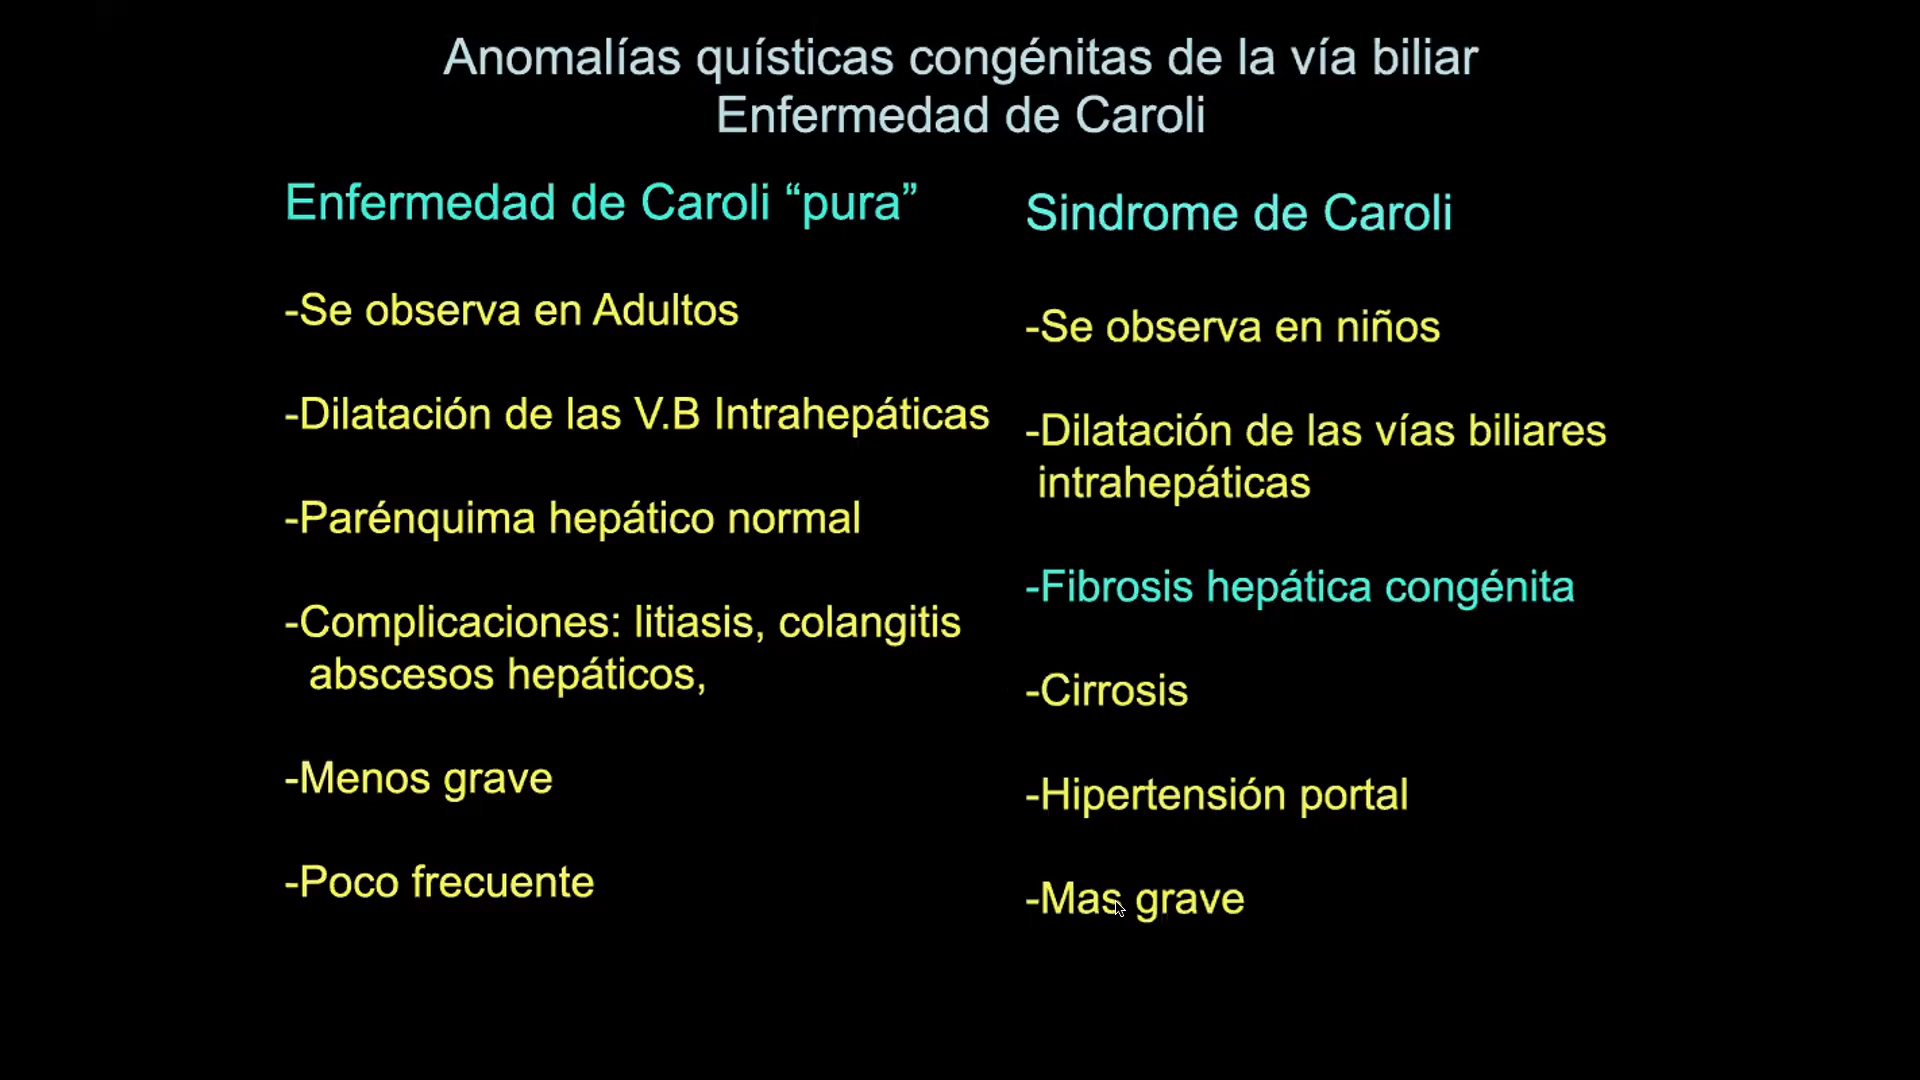 Anomalías quísticas congénitas de la vía biliar
Enfermedad de Caroli
Enfermedad de Caroli “pura”
-Se observa en Adultos
-Dilatación de las V.B Intrahepáticas
-Parénquima hepático normal
-Complicaciones: litiasis, colangitis
abscesos hepáticos,
-Menos grave
-Poco frecuente
Sindrome de Caroli
-Se observa en niños
-Dilatación de las vías biliares
intrahepáticas
-Fibrosis hepática congénita
-Cirrosis
-Hipertensión portal
-Mas grave